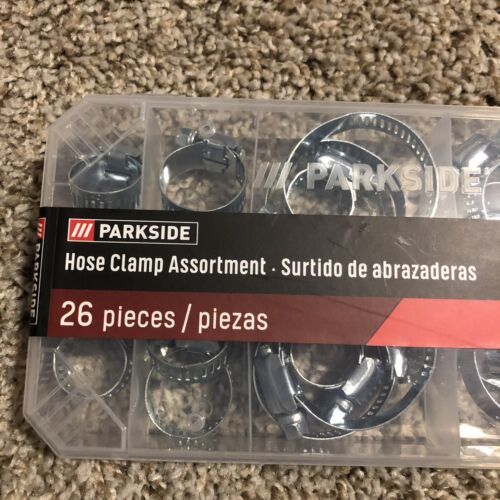 /// PARKSIDE®
/// PARKSIDE
Hose Clamp Assortment · Surtido de abrazaderas
26 pieces / piezas
PARKSIDE